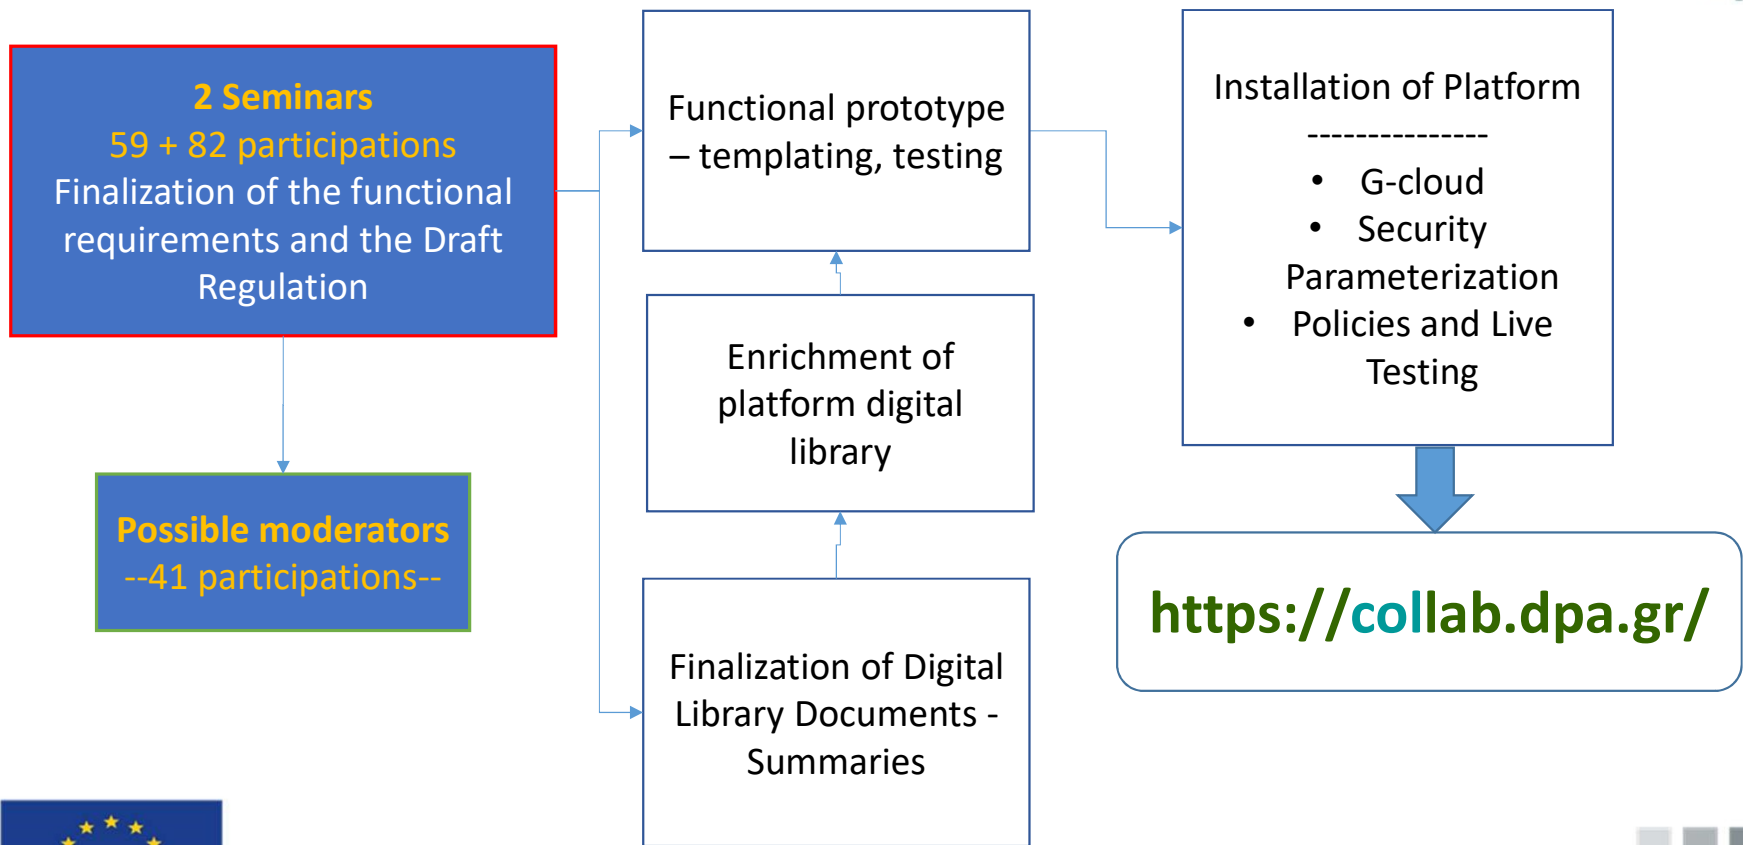 2 Seminars
59 + 82 participations
Finalization of the functional
requirements and the Draft
Regulation
Possible moderators
--41 participations--
Functional prototype
– templating, testing
Enrichment of
platform digital
library
Finalization of Digital
Library Documents -
Summaries
Installation of Platform
---------------
• G-cloud
• Security
Parameterization
• Policies and Live
Testing
https://collab.dpa.gr/